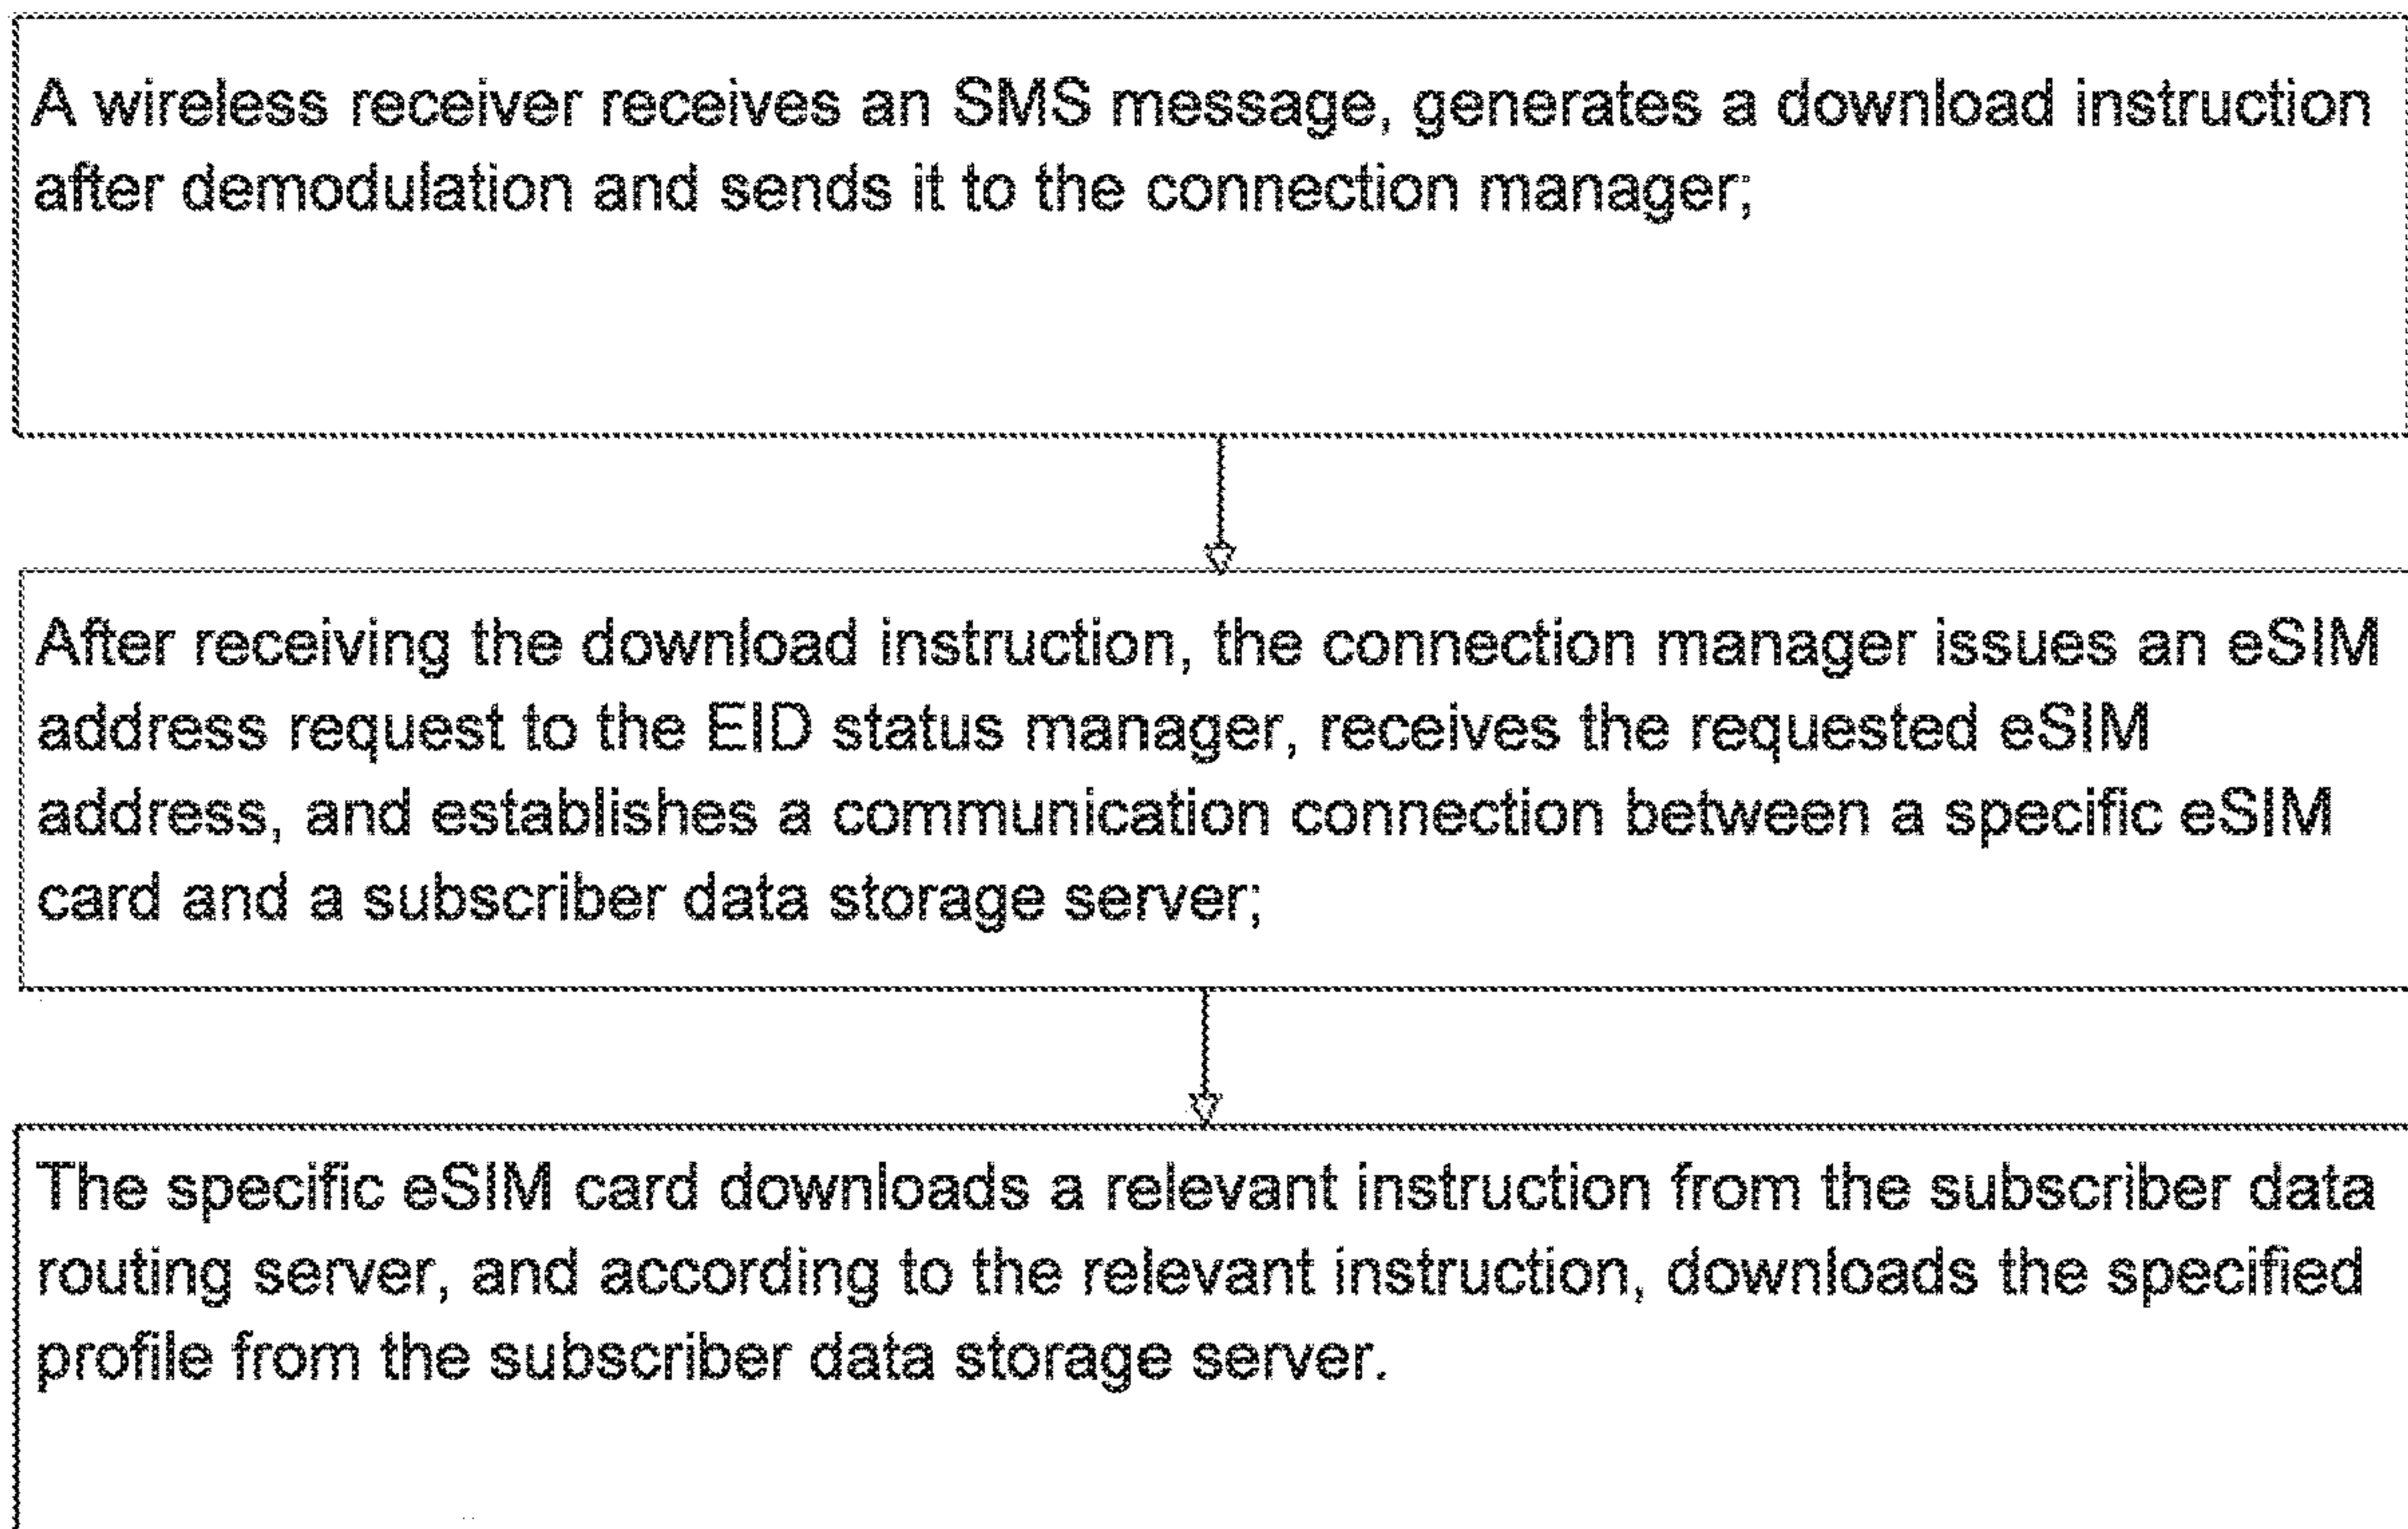 A wireless receiver receives an SMS message, generates a download instruction
after demodulation and sends it to the connection manager;
After receiving the download instruction, the connection manager issues an eSIM
address request to the EID status manager, receives the requested eSIM
address, and establishes a communication connection between a specific eSIM
card and a subscriber data storage server;
The specific eSIM card downloads a relevant instruction from the subscriber data
routing server, and according to the relevant instruction, downloads the specified
profile from the subscriber data storage server.